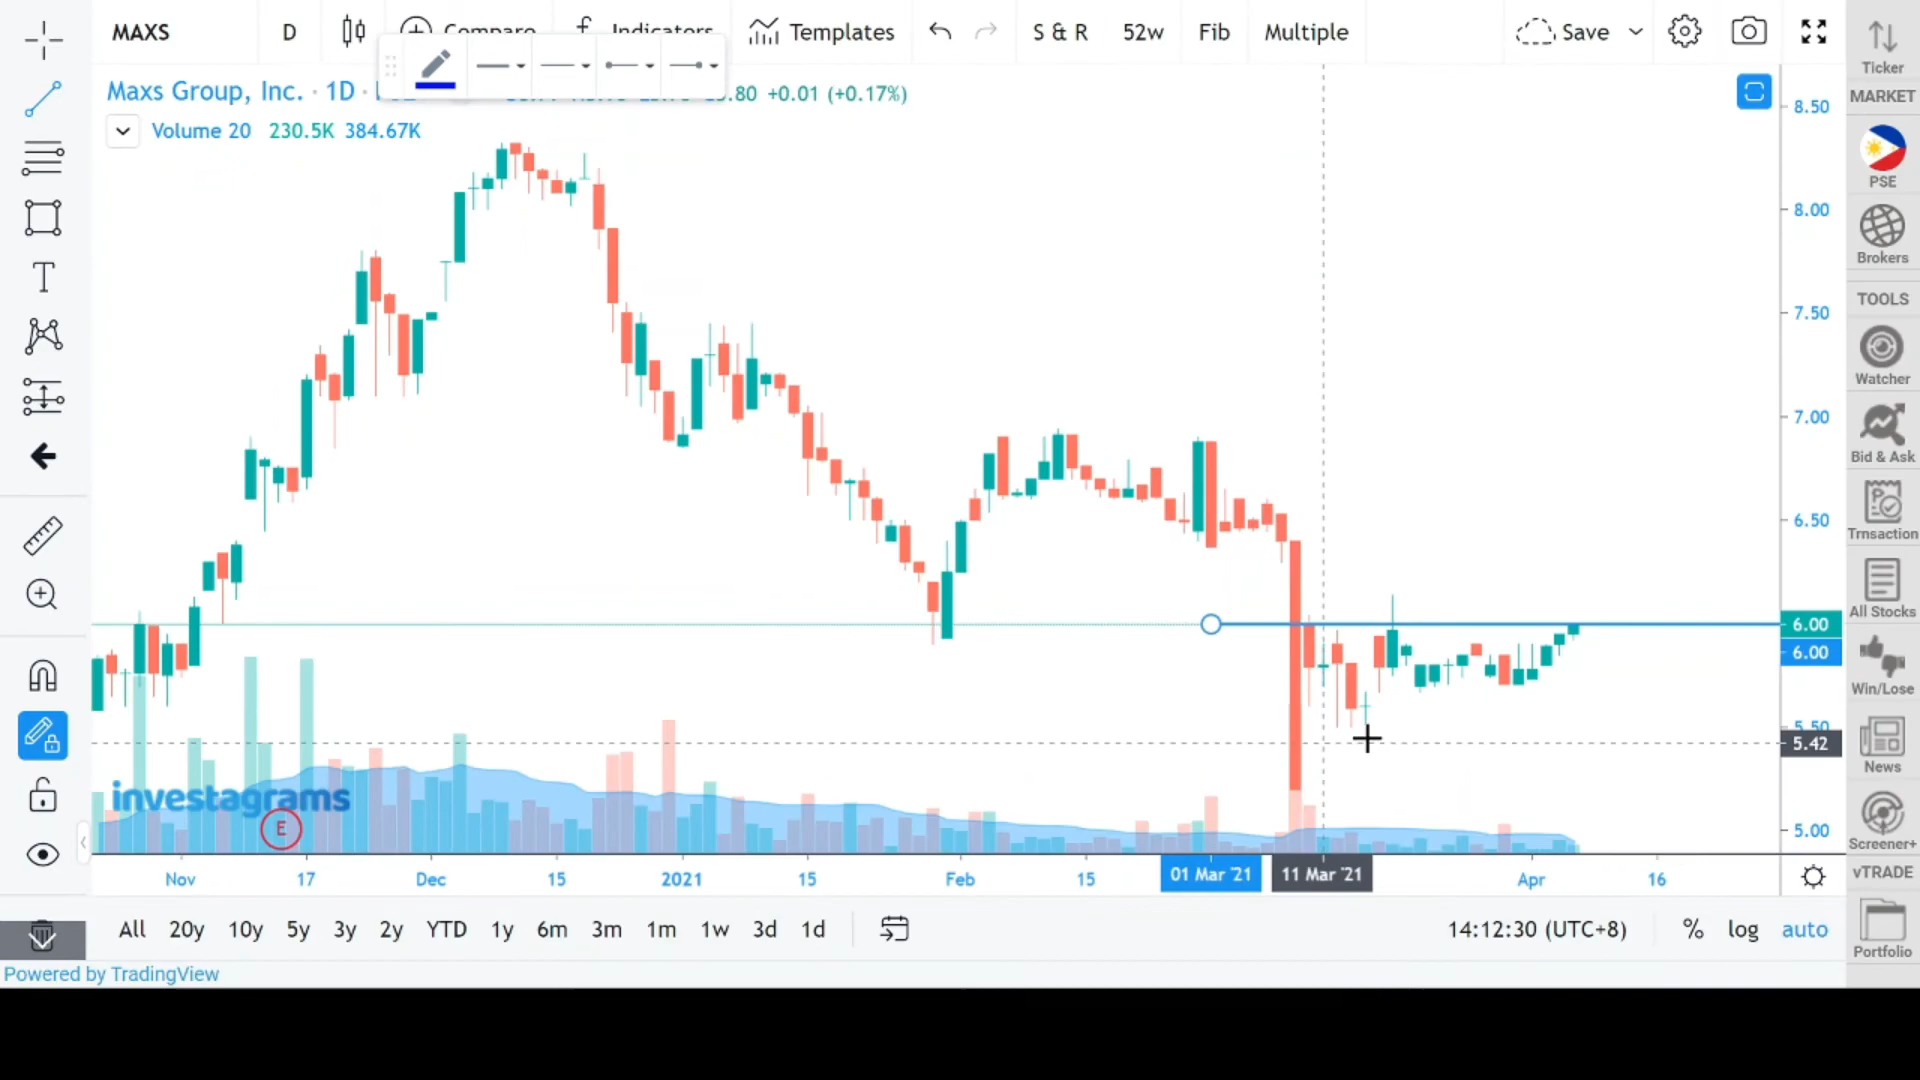 MAXS D Compare Indicators Templates S & R 52w Fib Multiple Save
Maxs Group, Inc. · 1D · .80 +0.01 (+0.17%)
Volume 20 230.5K 384.67K
8.50
8.00
7.50
7.00
6.50
6.00
6.00
5.50
5.42
5.00
T
investagrams
E
Nov 17 Dec 15 2021 15 Feb 15 01 Mar '21 11 Mar '21 Apr 16
All 20y 10y 5y 3y 2y YTD 1y 6m 3m 1m 1w 3d 1d 14:12:30 (UTC+8) % log auto
Powered by TradingView
Ticker
MARKET
PSE
Brokers
TOOLS
Watcher
Bid & Ask
Trnsaction
All Stocks
Win/Lose
News
Screener+
vTRADE
Portfolio